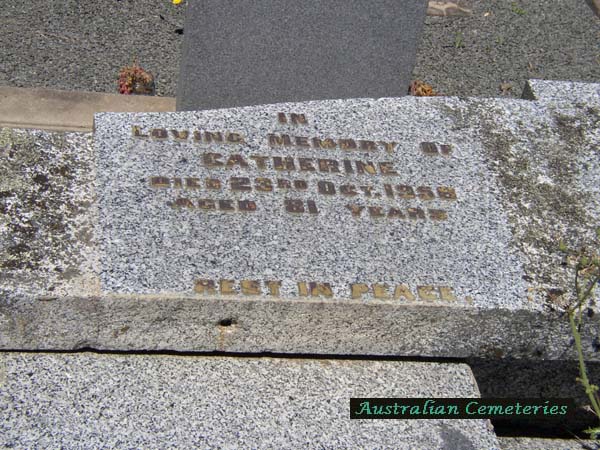 IN
LOVING MEMORY OF
CATHERINE
DIED 23RD OCT. 1958
AGED 81 YEARS
REST IN PEACE.
Australian Cemeteries